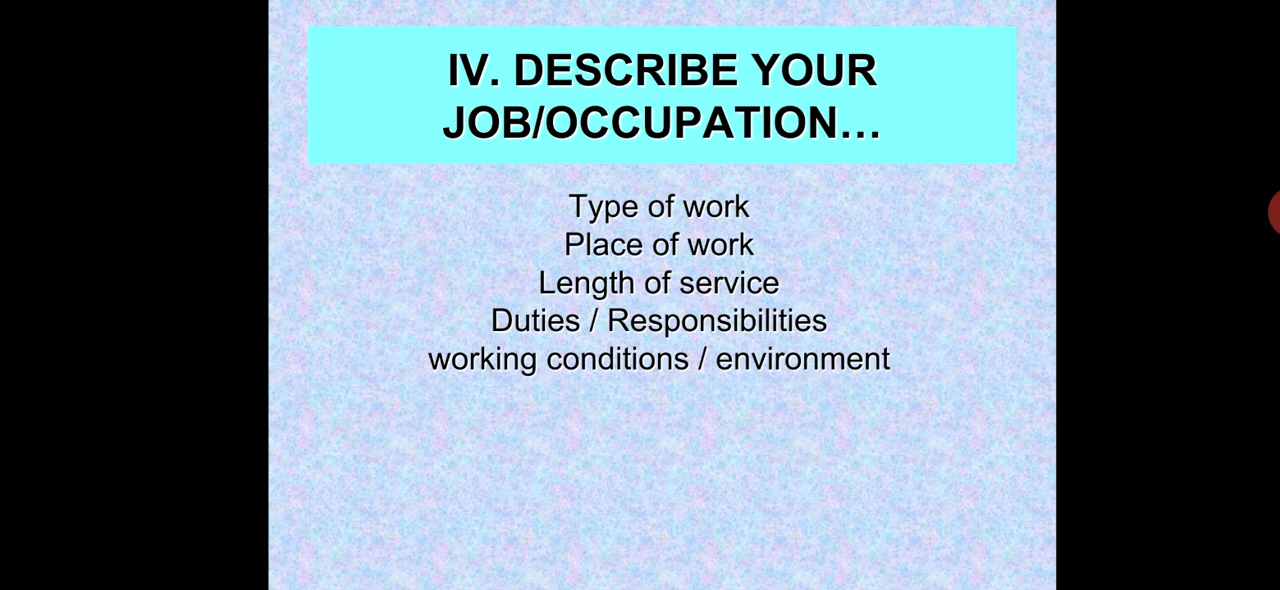 IV. DESCRIBE YOUR
JOB/OCCUPATION…
Type of work
Place of work
Length of service
Duties / Responsibilities
working conditions / environment